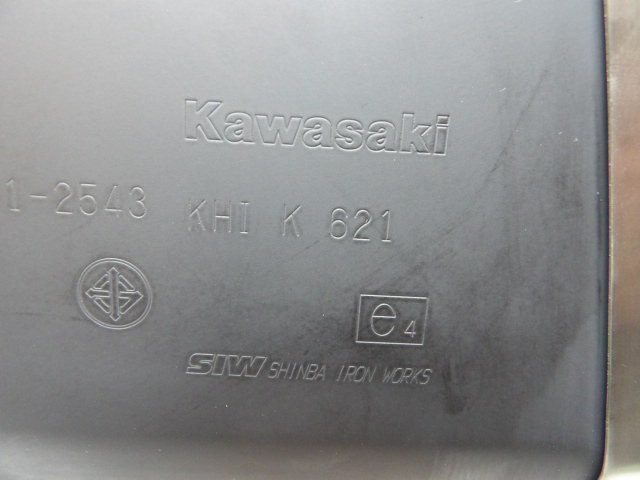 Kawasaki
1-2543 KHI K 621
e4
SIW SHINBA IRON WORKS